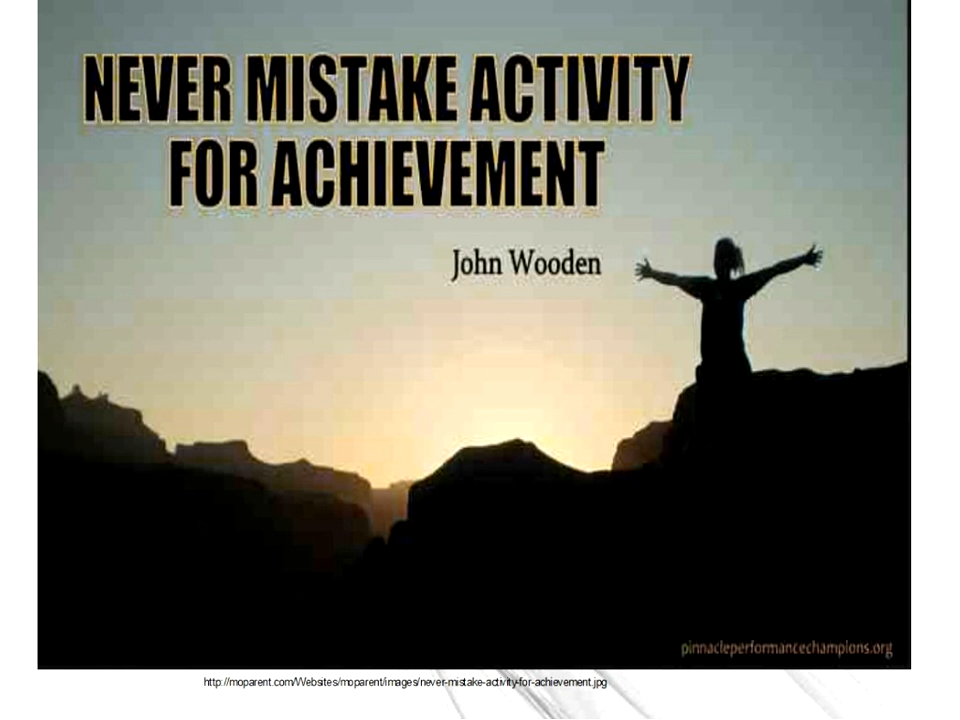 NEVER MISTAKE ACTIVITY
FOR ACHIEVEMENT
John Wooden
pinnacleperformancechampions.org
http://moparent.com/Websites/moparent/images/never-mistake-activity-for-achievement.jpg